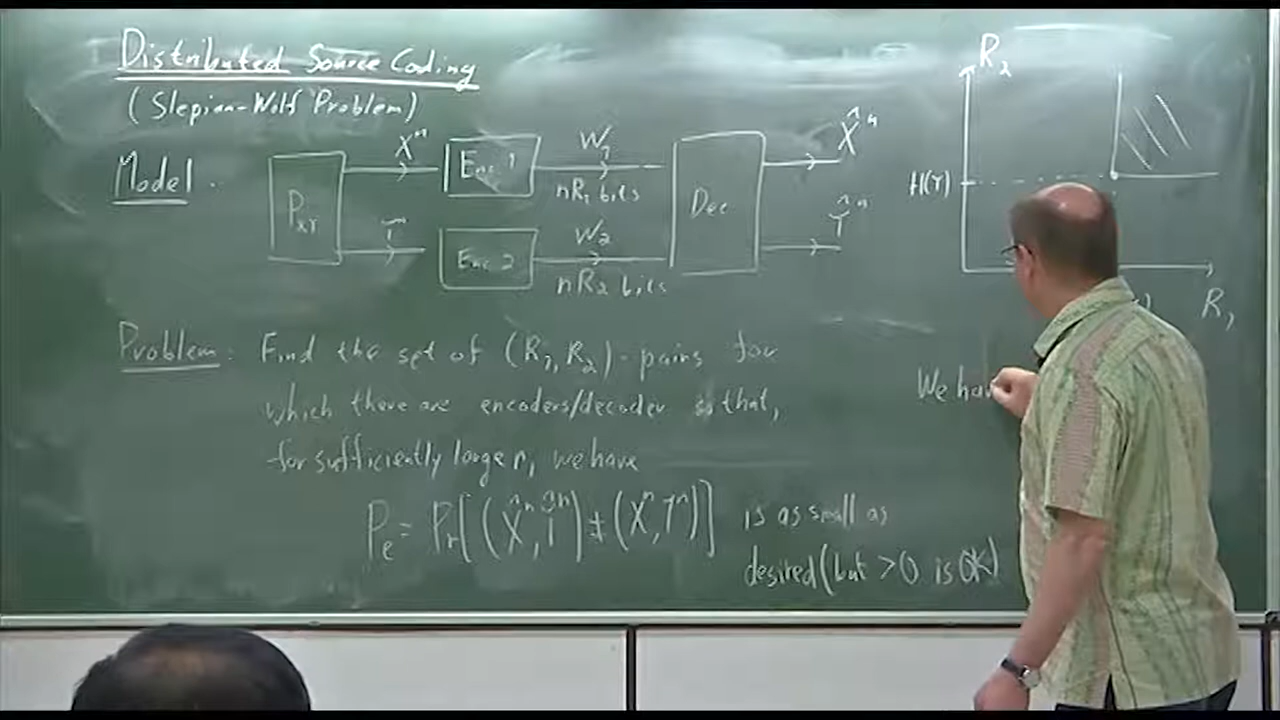 Distributed Source Coding
(Slepian-Wolf Problem)
Model.
P_XY
X^n
Y^n
Enc 1
Enc 2
W_1
nR_1 bits
W_2
nR_2 bits
Dec
X̂^n
Ŷ^n
Problem: Find the set of (R_1, R_2)-pairs for
which there are encoders/decoder so that,
for sufficiently large n, we have
P_e = Pr[(X̂^n, Ŷ^n) ≠ (X^n, Y^n)] is as small as
desired (but >0 is OK)
R_2
H(Y)
R_1
We hav